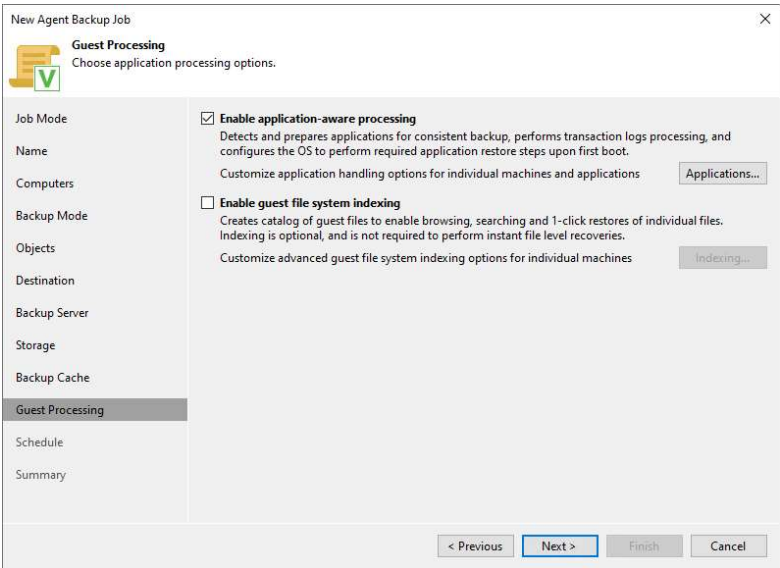 New Agent Backup Job
Guest Processing
Choose application processing options.
V
Job Mode
Name
Computers
Backup Mode
Objects
Destination
Backup Server
Storage
Backup Cache
Guest Processing
Schedule
Summary
Enable application-aware processing
Detects and prepares applications for consistent backup, performs transaction logs processing, and
configures the OS to perform required application restore steps upon first boot.
Customize application handling options for individual machines and applications
Applications...
Enable guest file system indexing
Creates catalog of guest files to enable browsing, searching and 1-click restores of individual files.
Indexing is optional, and is not required to perform instant file level recoveries.
Customize advanced guest file system indexing options for individual machines
Indexing...
< Previous
Next >
Finish
Cancel